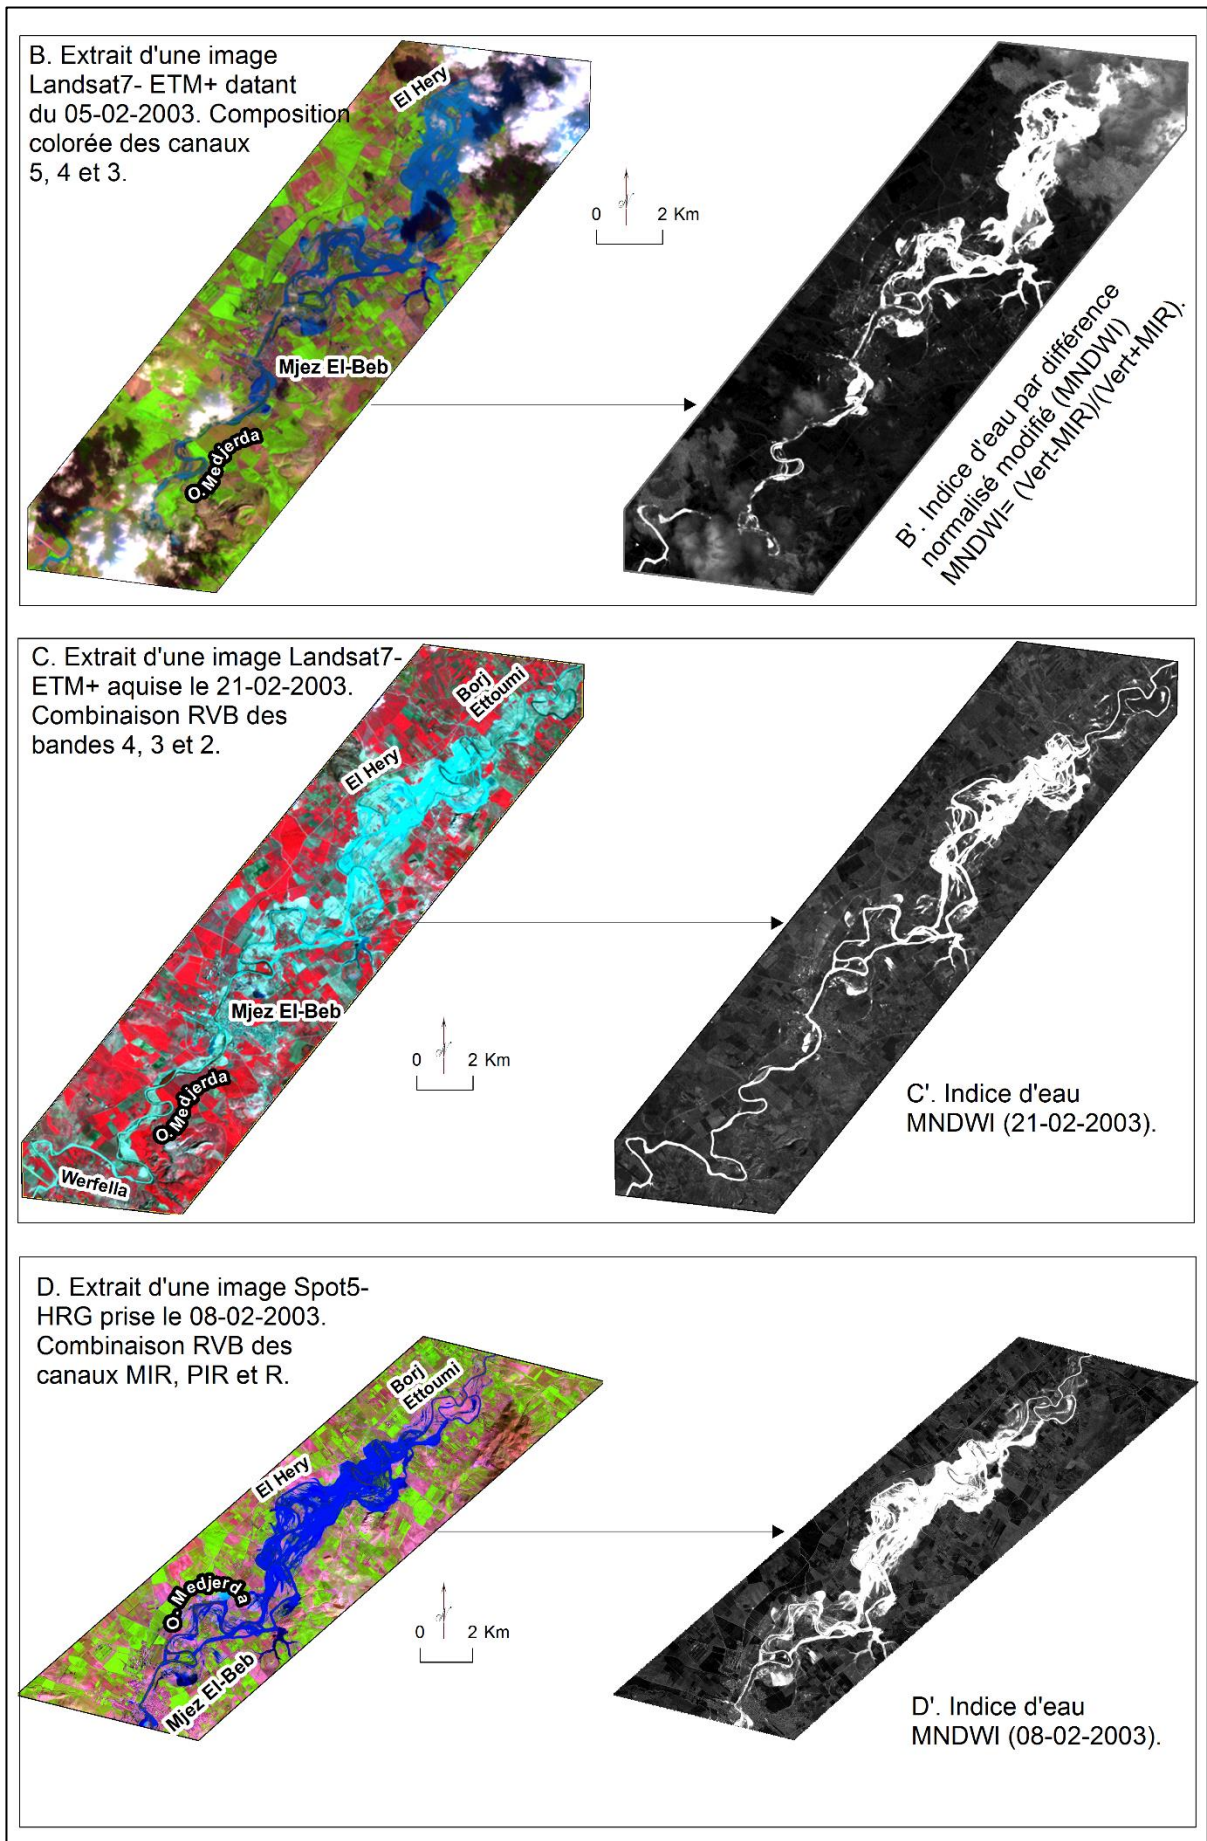 B. Extrait d'une image
Landsat7- ETM+ datant
du 05-02-2003. Composition
colorée des canaux
5, 4 et 3.
El Hery
Mjez El-Beb
O. Medjerda
N
0 2 Km
B'. Indice d'eau par différence
normalisé modifié (MNDWI)
MNDWI= (Vert-MIR)/(Vert+MIR).
C. Extrait d'une image Landsat7-
ETM+ aquise le 21-02-2003.
Combinaison RVB des
bandes 4, 3 et 2.
Borj
Ettoumi
El Hery
Mjez El-Beb
O. Medjerda
Werfella
N
0 2 Km
C'. Indice d'eau
MNDWI (21-02-2003).
D. Extrait d'une image Spot5-
HRG prise le 08-02-2003.
Combinaison RVB des
canaux MIR, PIR et R.
Borj
Ettoumi
El Hery
O. Medjerda
Mjez El-Beb
N
0 2 Km
D'. Indice d'eau
MNDWI (08-02-2003).